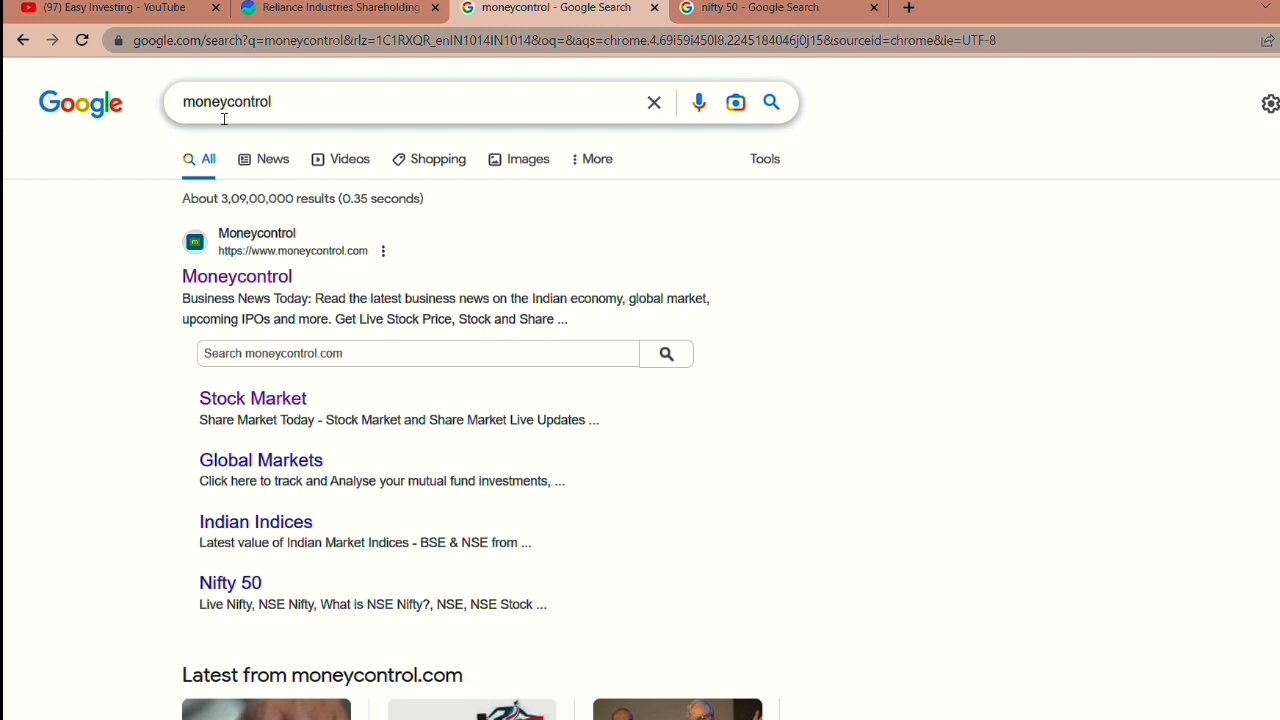 (97) Easy Investing - YouTube
Reliance Industries Shareholding
moneycontrol - Google Search
nifty 50 - Google Search
google.com/search?q=moneycontrol&rlz=1C1RXQR_enIN1014IN1014&oq=&aqs=chrome.4.69i59i450l8.2245184046j0j15&sourceid=chrome&ie=UTF-8
Google
moneycontrol
All News Videos Shopping Images More Tools
About 3,09,00,000 results (0.35 seconds)
m
Moneycontrol
https://www.moneycontrol.com
Moneycontrol
Business News Today: Read the latest business news on the Indian economy, global market,
upcoming IPOs and more. Get Live Stock Price, Stock and Share ...
Search moneycontrol.com
Stock Market
Share Market Today - Stock Market and Share Market Live Updates ...
Global Markets
Click here to track and Analyse your mutual fund investments, ...
Indian Indices
Latest value of Indian Market Indices - BSE & NSE from ...
Nifty 50
Live Nifty, NSE Nifty, What is NSE Nifty?, NSE, NSE Stock ...
Latest from moneycontrol.com